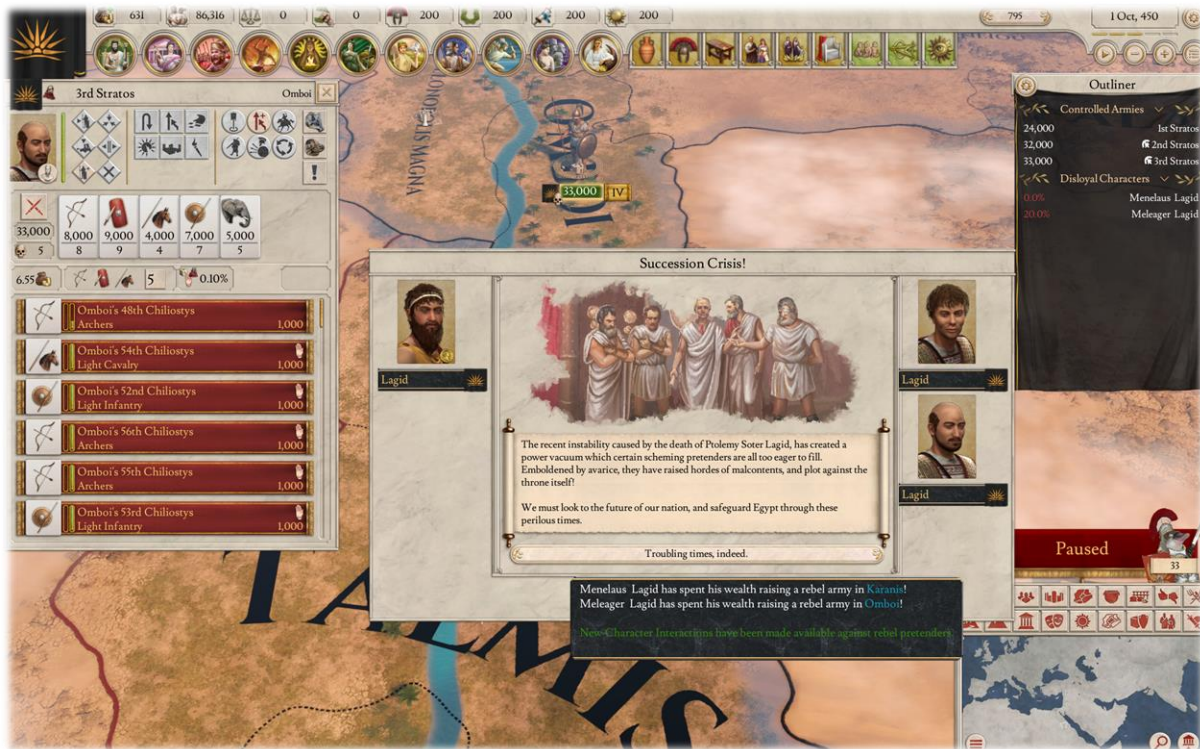 631
86,316
0
0
200
200
200
200
795
1 Oct, 450
3rd Stratos
Omboi
33,000
5
8,000
9,000
4,000
7,000
5,000
8
9
4
7
5
6.55
5
0.10%
Omboi's 48th Chiliostys
Archers
1,000
Omboi's 54th Chiliostys
Light Cavalry
1,000
Omboi's 52nd Chiliostys
Light Infantry
1,000
Omboi's 56th Chiliostys
Archers
1,000
Omboi's 55th Chiliostys
Archers
1,000
Omboi's 53rd Chiliostys
Light Infantry
1,000
MAGNA
33,000
IV
TALMIS
Succession Crisis!
Lagid
Lagid
Lagid
The recent instability caused by the death of Ptolemy Soter Lagid, has created a
power vacuum which certain scheming pretenders are all too eager to fill.
Emboldened by avarice, they have raised hordes of malcontents, and plot against the
throne itself!
We must look to the future of our nation, and safeguard Egypt through these
perilous times.
Troubling times, indeed.
Menelaus Lagid has spent his wealth raising a rebel army in Karanis!
Meleager Lagid has spent his wealth raising a rebel army in Omboi!
New Character Interactions have been made available against rebel pretenders
Outliner
Controlled Armies
24,000
1st Stratos
32,000
2nd Stratos
33,000
3rd Stratos
Disloyal Characters
0.0%
Menelaus Lagid
20.0%
Meleager Lagid
Paused
33